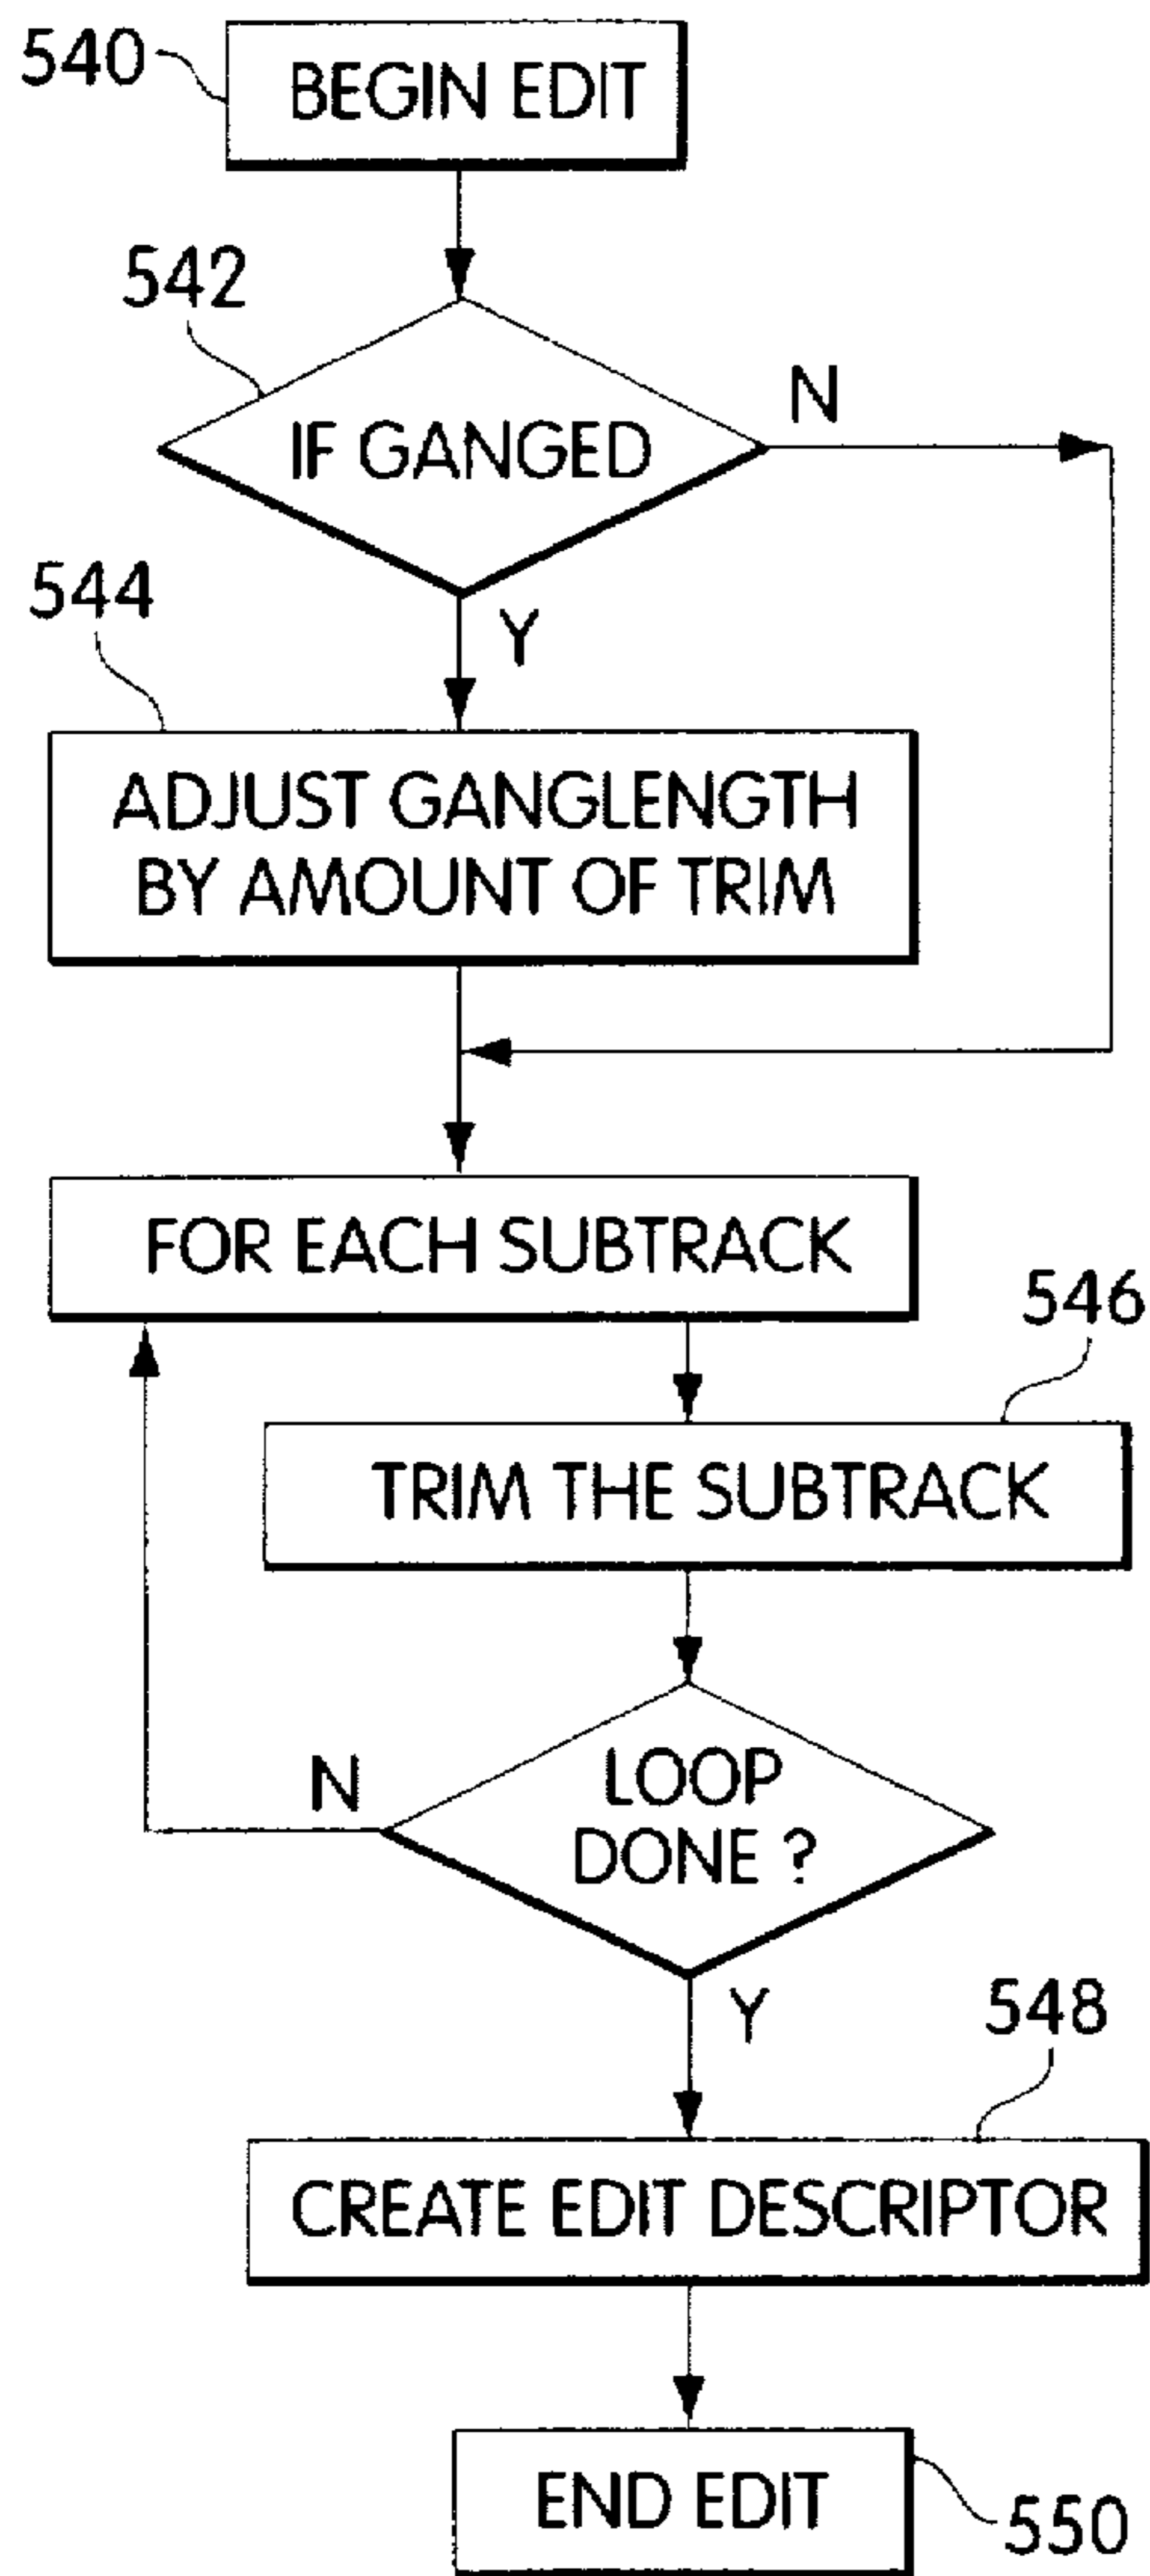 540
BEGIN EDIT
542
IF GANGED
N
544
Y
ADJUST GANGLENGTH
BY AMOUNT OF TRIM
FOR EACH SUBTRACK
546
TRIM THE SUBTRACK
N
LOOP
DONE ?
Y
548
CREATE EDIT DESCRIPTOR
END EDIT
550